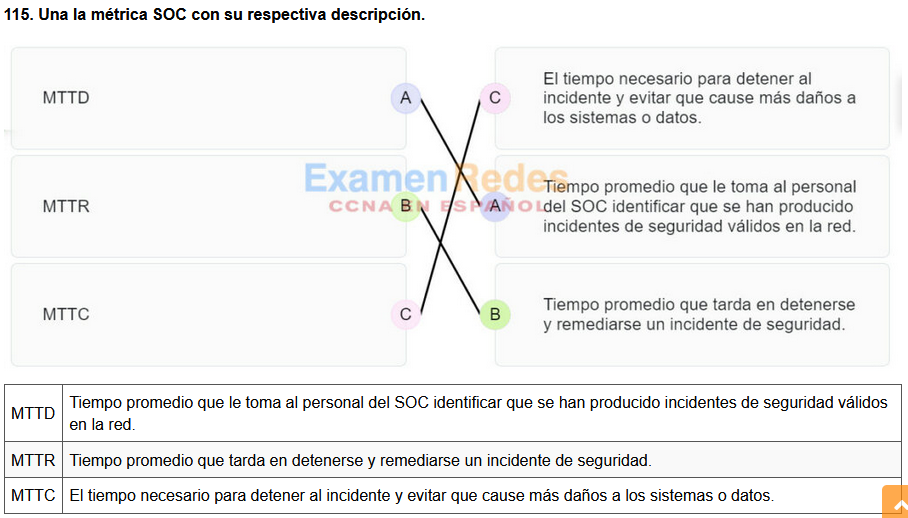 115. Una la métrica SOC con su respectiva descripción.
MTTD
A
C
El tiempo necesario para detener al
incidente y evitar que cause más daños a
los sistemas o datos.
ExamenRedes
CCNA EN ESPAÑOL
MTTR
B
A
Tiempo promedio que le toma al personal
del SOC identificar que se han producido
incidentes de seguridad válidos en la red.
MTTC
C
B
Tiempo promedio que tarda en detenerse
y remediarse un incidente de seguridad.
MTTD
Tiempo promedio que le toma al personal del SOC identificar que se han producido incidentes de seguridad válidos
en la red.
MTTR Tiempo promedio que tarda en detenerse y remediarse un incidente de seguridad.
MTTC El tiempo necesario para detener al incidente y evitar que cause más daños a los sistemas o datos.